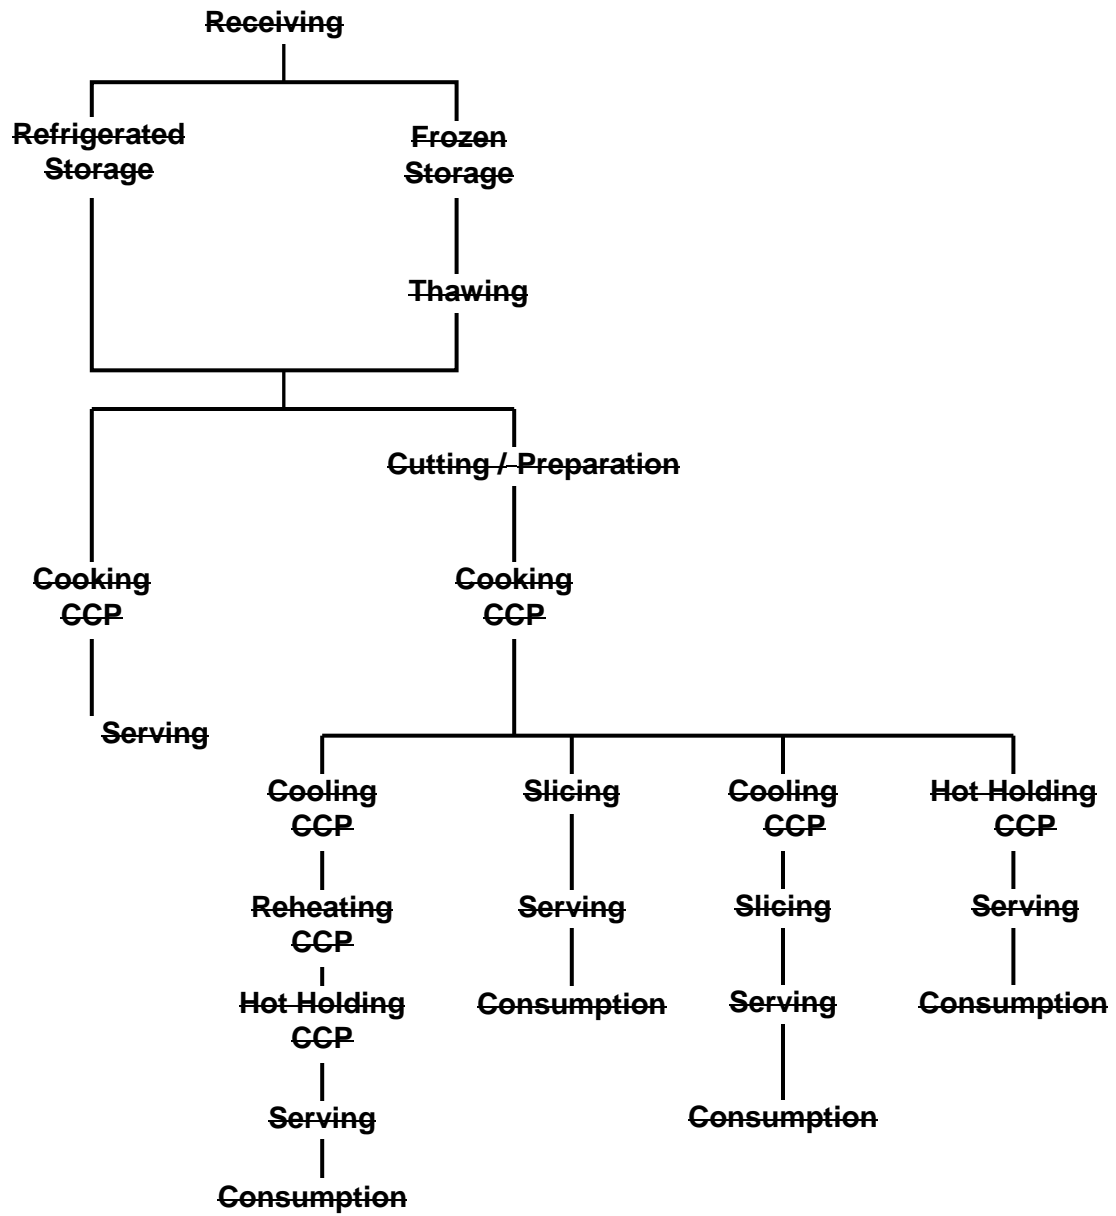 Receiving
Refrigerated
Storage
Frozen
Storage
Thawing
Cutting / Preparation
Cooking
CCP
Cooking
CCP
Serving
Cooling
CCP
Slicing
Cooling
CCP
Hot Holding
CCP
Reheating
CCP
Serving
Slicing
Serving
Hot Holding
CCP
Consumption
Serving
Consumption
Serving
Consumption
Consumption